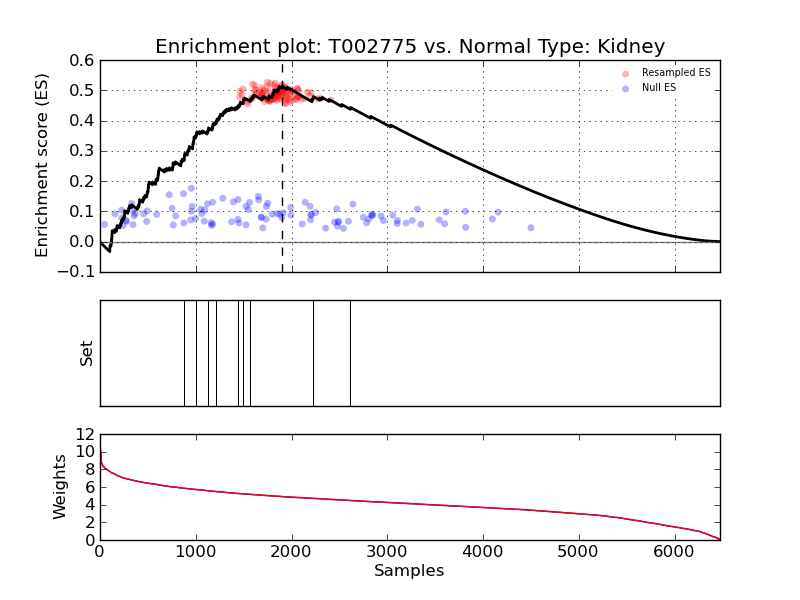 Enrichment plot: T002775 vs. Normal Type: Kidney
Enrichment score (ES)
0.6
0.5
0.4
0.3
0.2
0.1
0.0
−0.1
Resampled ES
Null ES
Set
Weights
12
10
8
6
4
2
0
0 1000 2000 3000 4000 5000 6000
Samples